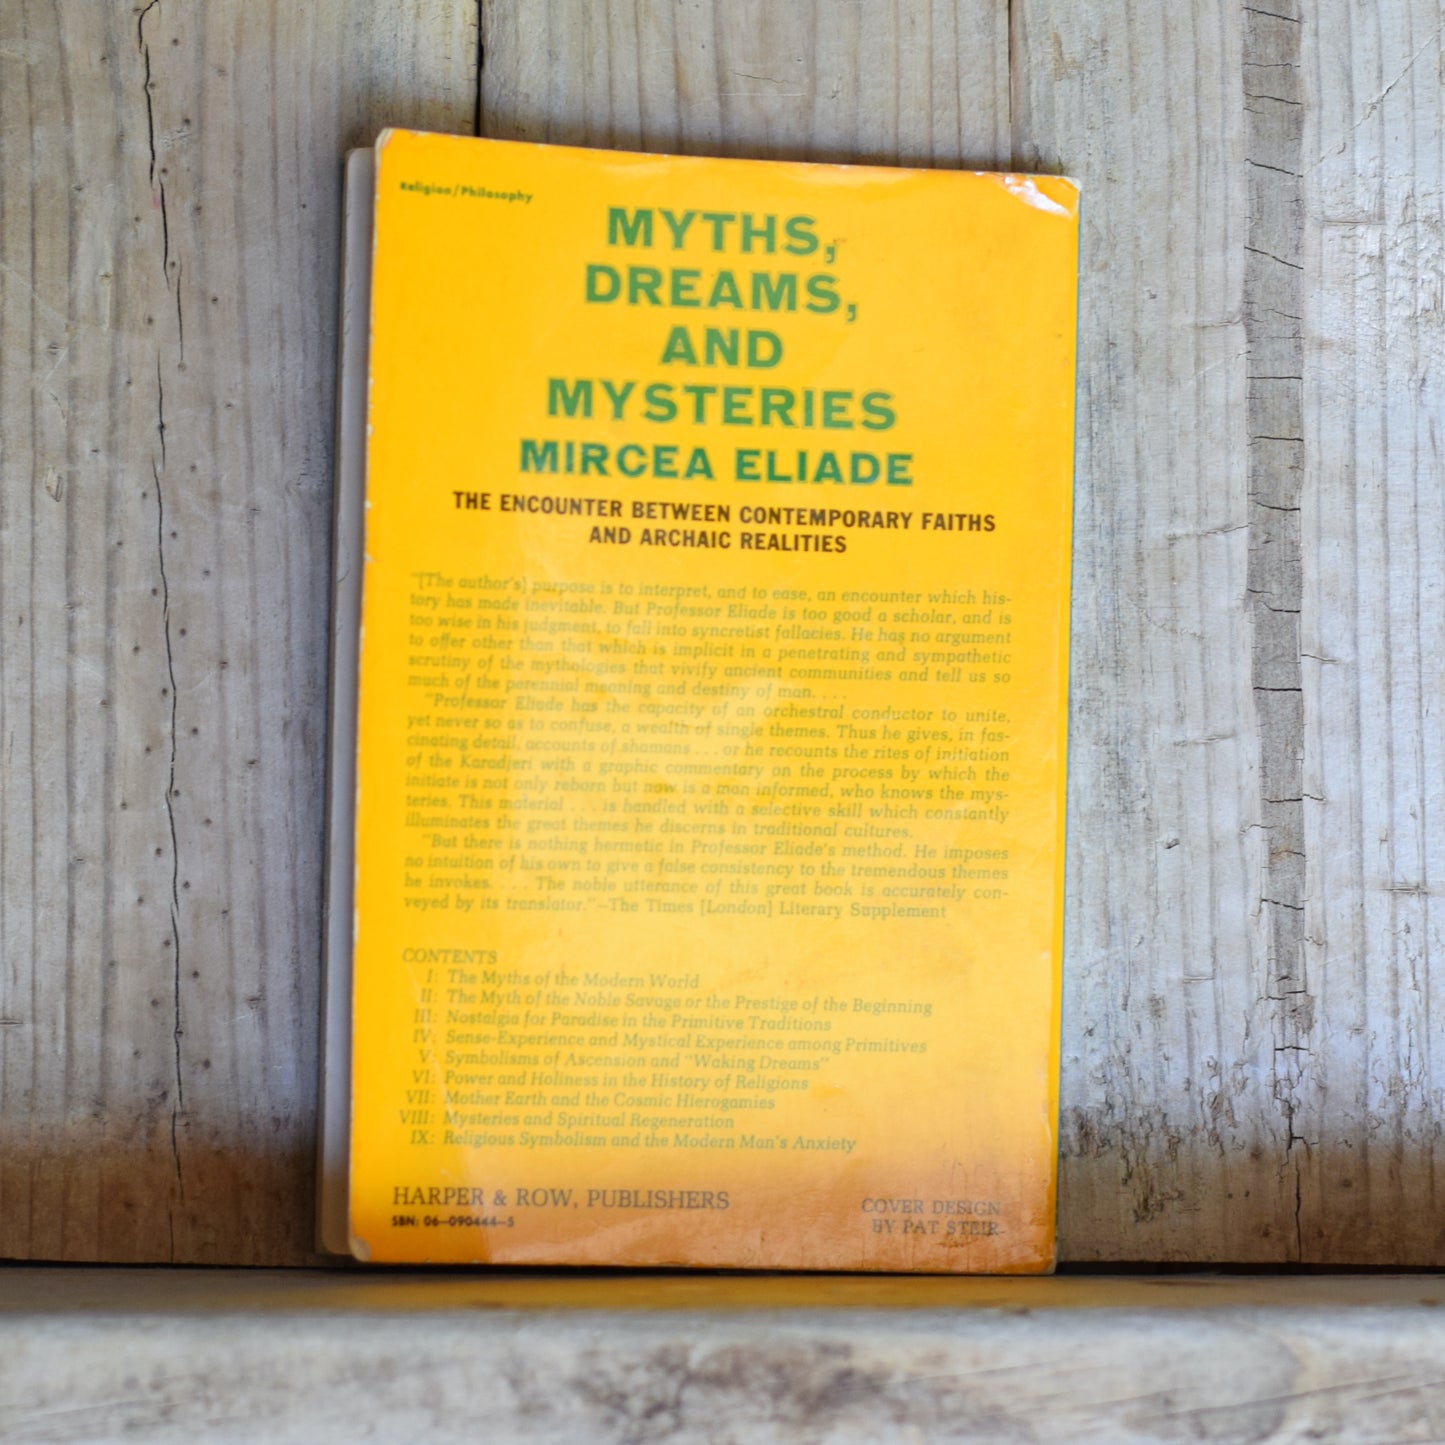 Religion/Philosophy
MYTHS,
DREAMS,
AND
MYSTERIES
MIRCEA ELIADE
THE ENCOUNTER BETWEEN CONTEMPORARY FAITHS
AND ARCHAIC REALITIES
"[The author's] purpose is to interpret, and to ease, an encounter which his-
tory has made inevitable. But Professor Eliade is too good a scholar, and is
too wise in his judgment, to fall into syncretist fallacies. He has no argument
to offer other than that which is implicit in a penetrating and sympathetic
scrutiny of the mythologies that vivify ancient communities and tell us so
much of the perennial meaning and destiny of man. . . .
"Professor Eliade has the capacity of an orchestral conductor to unite,
yet never so as to confuse, a wealth of single themes. Thus he gives, in fas-
cinating detail, accounts of shamans . . . or he recounts the rites of initiation
of the Karadjeri with a graphic commentary on the process by which the
initiate is not only reborn but now is a man informed, who knows the mys-
teries. This material . . . is handled with a selective skill which constantly
illuminates the great themes he discerns in traditional cultures.
"But there is nothing hermetic in Professor Eliade's method. He imposes
no intuition of his own to give a false consistency to the tremendous themes
he invokes. . . . The noble utterance of this great book is accurately con-
veyed by its translator."—The Times [London] Literary Supplement
CONTENTS
I: The Myths of the Modern World
II: The Myth of the Noble Savage or the Prestige of the Beginning
III: Nostalgia for Paradise in the Primitive Traditions
IV: Sense-Experience and Mystical Experience among Primitives
V: Symbolisms of Ascension and "Waking Dreams"
VI: Power and Holiness in the History of Religions
VII: Mother Earth and the Cosmic Hierogamies
VIII: Mysteries and Spiritual Regeneration
IX: Religious Symbolism and the Modern Man's Anxiety
HARPER & ROW, PUBLISHERS
SBN: 06-090444-5
COVER DESIGN
BY PAT STEIR